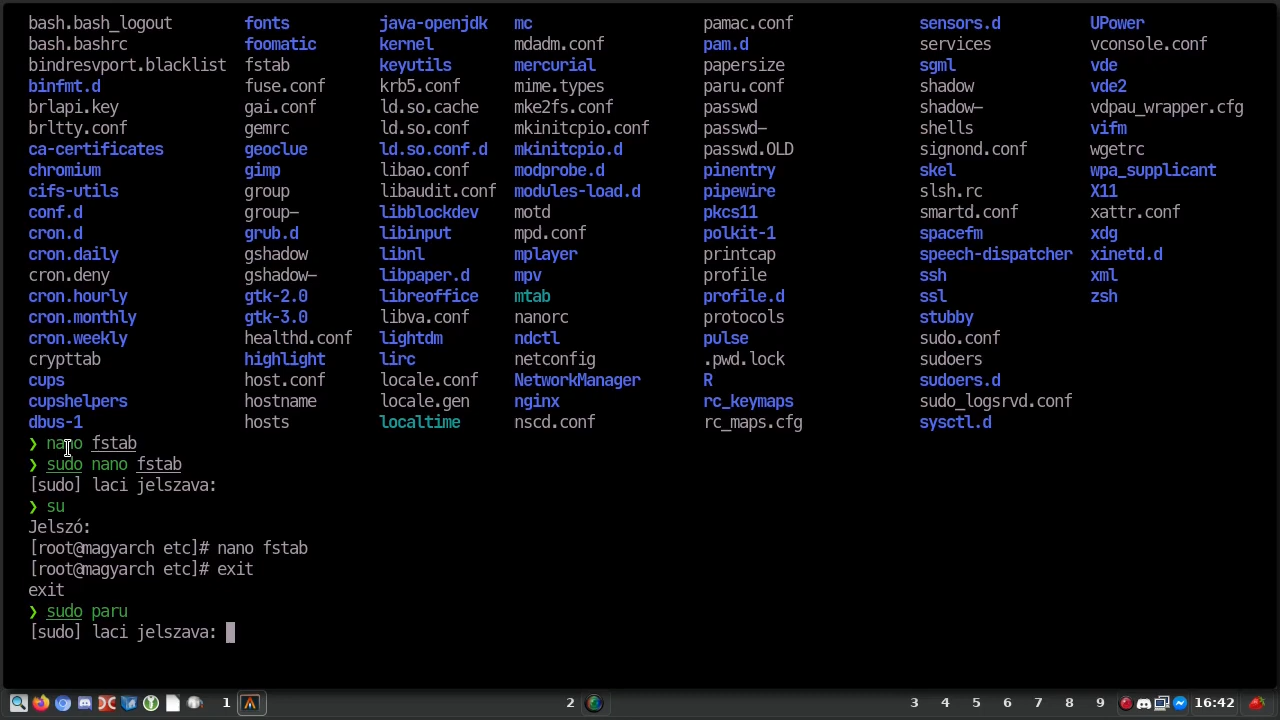 bash.bash_logout fonts java-openjdk mc pamac.conf sensors.d UPower
bash.bashrc foomatic kernel mdadm.conf pam.d services vconsole.conf
bindresvport.blacklist fstab keyutils mercurial papersize sgml vde
binfmt.d fuse.conf krb5.conf mime.types paru.conf shadow vde2
brlapi.key gai.conf ld.so.cache mke2fs.conf passwd shadow- vdpau_wrapper.cfg
brltty.conf gemrc ld.so.conf mkinitcpio.conf passwd- shells vifm
ca-certificates geoclue ld.so.conf.d mkinitcpio.d passwd.OLD signond.conf wgetrc
chromium gimp libao.conf modprobe.d pinentry skel wpa_supplicant
cifs-utils group libaudit.conf modules-load.d pipewire slsh.rc X11
conf.d group- libblockdev motd pkcs11 smartd.conf xattr.conf
cron.d grub.d libinput mpd.conf polkit-1 spacefm xdg
cron.daily gshadow libnl mplayer printcap speech-dispatcher xinetd.d
cron.deny gshadow- libpaper.d mpv profile ssh xml
cron.hourly gtk-2.0 libreoffice mtab profile.d ssl zsh
cron.monthly gtk-3.0 libva.conf nanorc protocols stubby
cron.weekly healthd.conf lightdm ndctl pulse sudo.conf
crypttab highlight lirc netconfig .pwd.lock sudoers
cups host.conf locale.conf NetworkManager R sudoers.d
cupshelpers hostname locale.gen nginx rc_keymaps sudo_logsrvd.conf
dbus-1 hosts localtime nscd.conf rc_maps.cfg sysctl.d
❯ nano fstab
❯ sudo nano fstab
[sudo] laci jelszava:
❯ su
Jelszó:
[root@magyarch etc]# nano fstab
[root@magyarch etc]# exit
exit
❯ sudo paru
[sudo] laci jelszava:
1 2 3 4 5 6 7 8 9 16:42